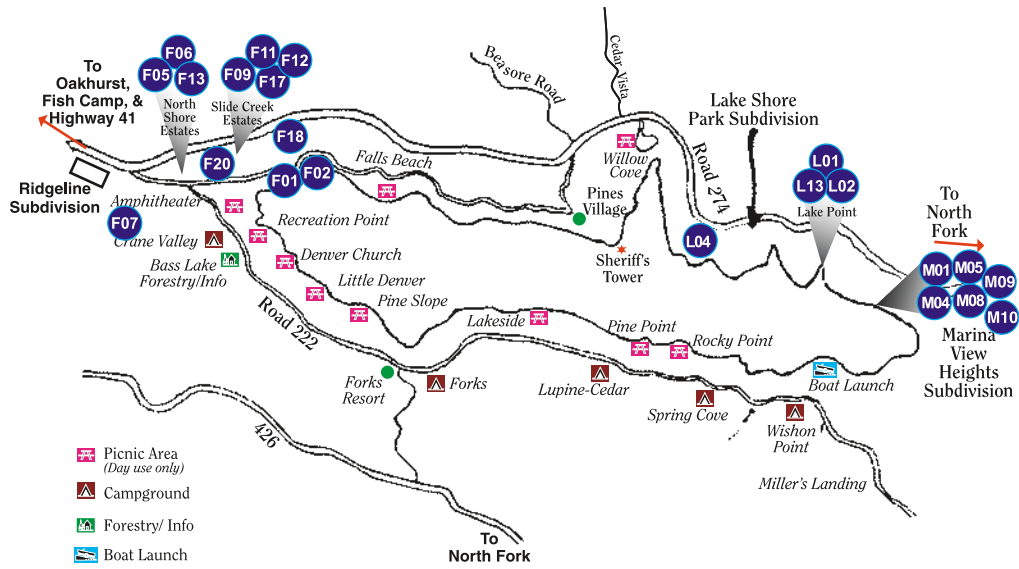 To
Oakhurst,
Fish Camp, &
Highway 41
F06
F05
F13
North
Shore
Estates
F11
F12
F09
F17
Slide Creek
Estates
F18
F20
F01
F02
Falls Beach
Beasore Road
Cedar Vista
Willow
Cove
Road 274
Lake Shore
Park Subdivision
L01
L13
L02
Lake Point
To
North
Fork
M01
M05
M09
M04
M08
M10
Marina
View
Heights
Subdivision
Ridgeline
Subdivision
Amphitheater
F07
Crane Valley
Bass Lake
Forestry/Info
Recreation Point
Denver Church
Little Denver
Pine Slope
Pines
Village
Sheriff's
Tower
L04
Road 222
Lakeside
Pine Point
Rocky Point
Boat Launch
Forks
Resort
Forks
Lupine-Cedar
Spring Cove
Wishon
Point
Miller's Landing
426
To
North Fork
Picnic Area
(Day use only)
Campground
Forestry/ Info
Boat Launch